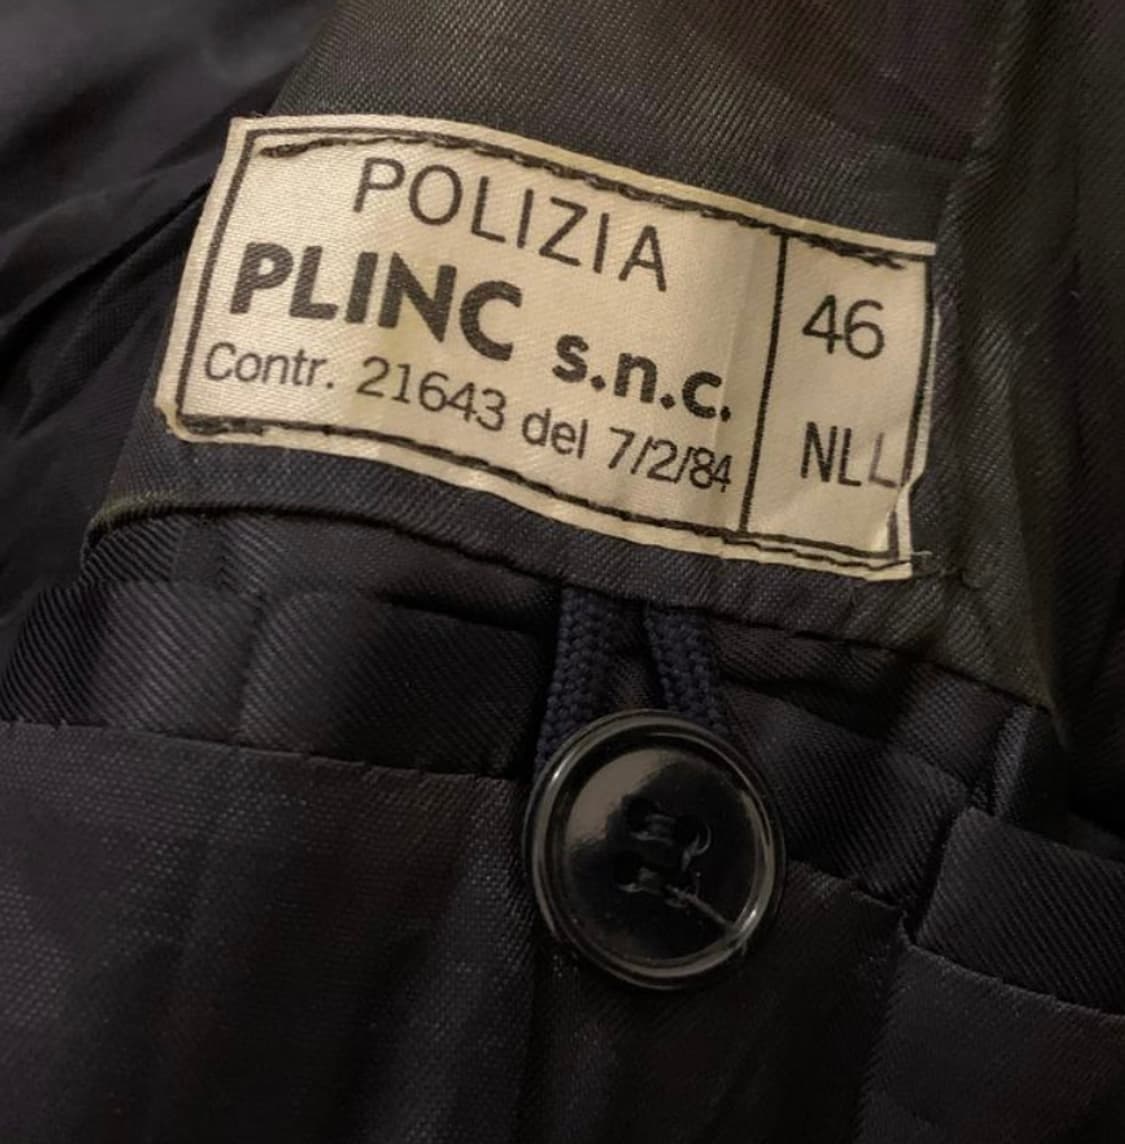 POLIZIA
PLINC s.n.c.
Contr. 21643 del 7/2/84
46
NLL